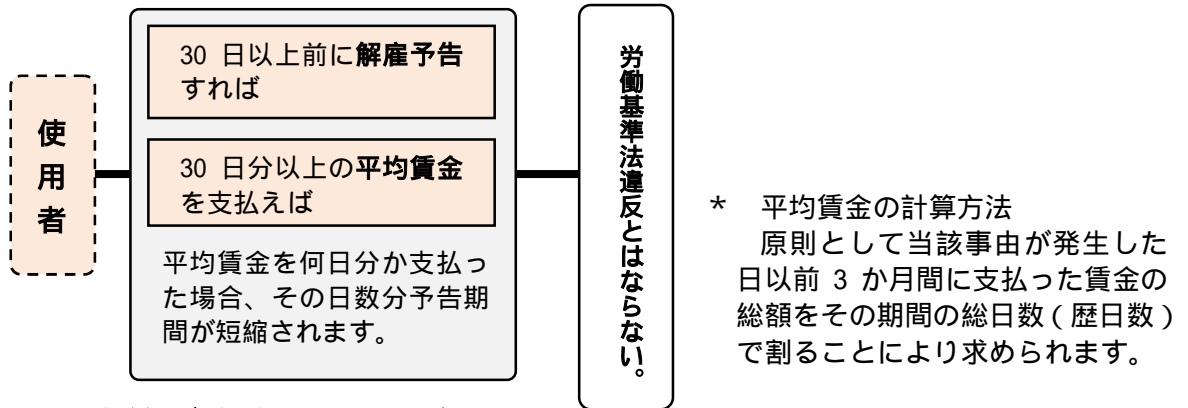 使用者
30 日以上前に解雇予告
すれば
30 日分以上の平均賃金
を支払えば
平均賃金を何日分か支払っ
た場合、その日数分予告期
間が短縮されます。
労働基準法違反とはならない。
＊　平均賃金の計算方法
原則として当該事由が発生した
日以前 3 か月間に支払った賃金の
総額をその期間の総日数（歴日数）
で割ることにより求められます。